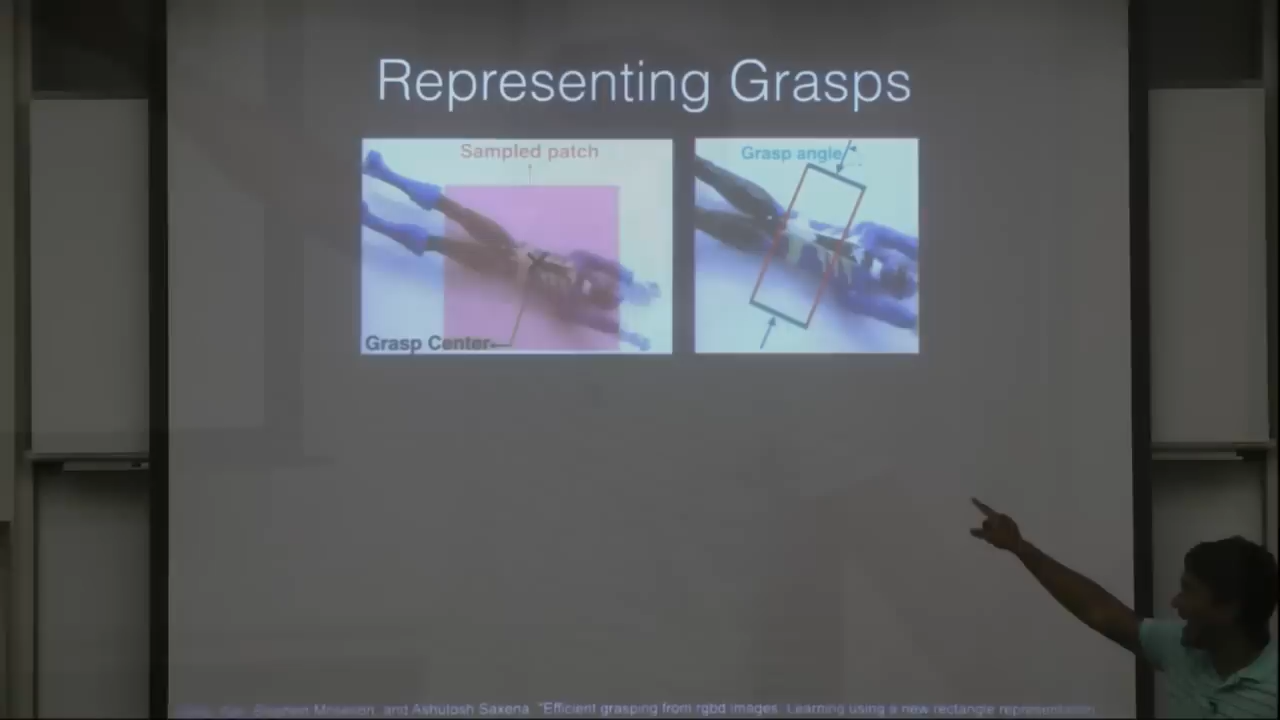 Representing Grasps
Sampled patch
Grasp angle
Grasp Center
and Ashutosh Saxena. "Efficient grasping from rgbd images. Learning using a new rectangle representation